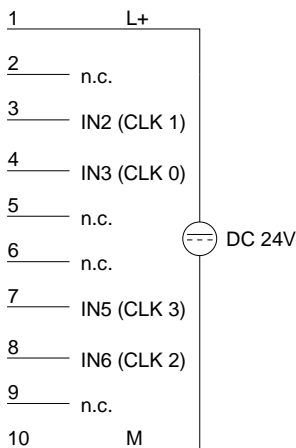 1 L+
2 n.c.
3 IN2 (CLK 1)
4 IN3 (CLK 0)
5 n.c.
DC 24V
6 n.c.
7 IN5 (CLK 3)
8 IN6 (CLK 2)
9 n.c.
10 M